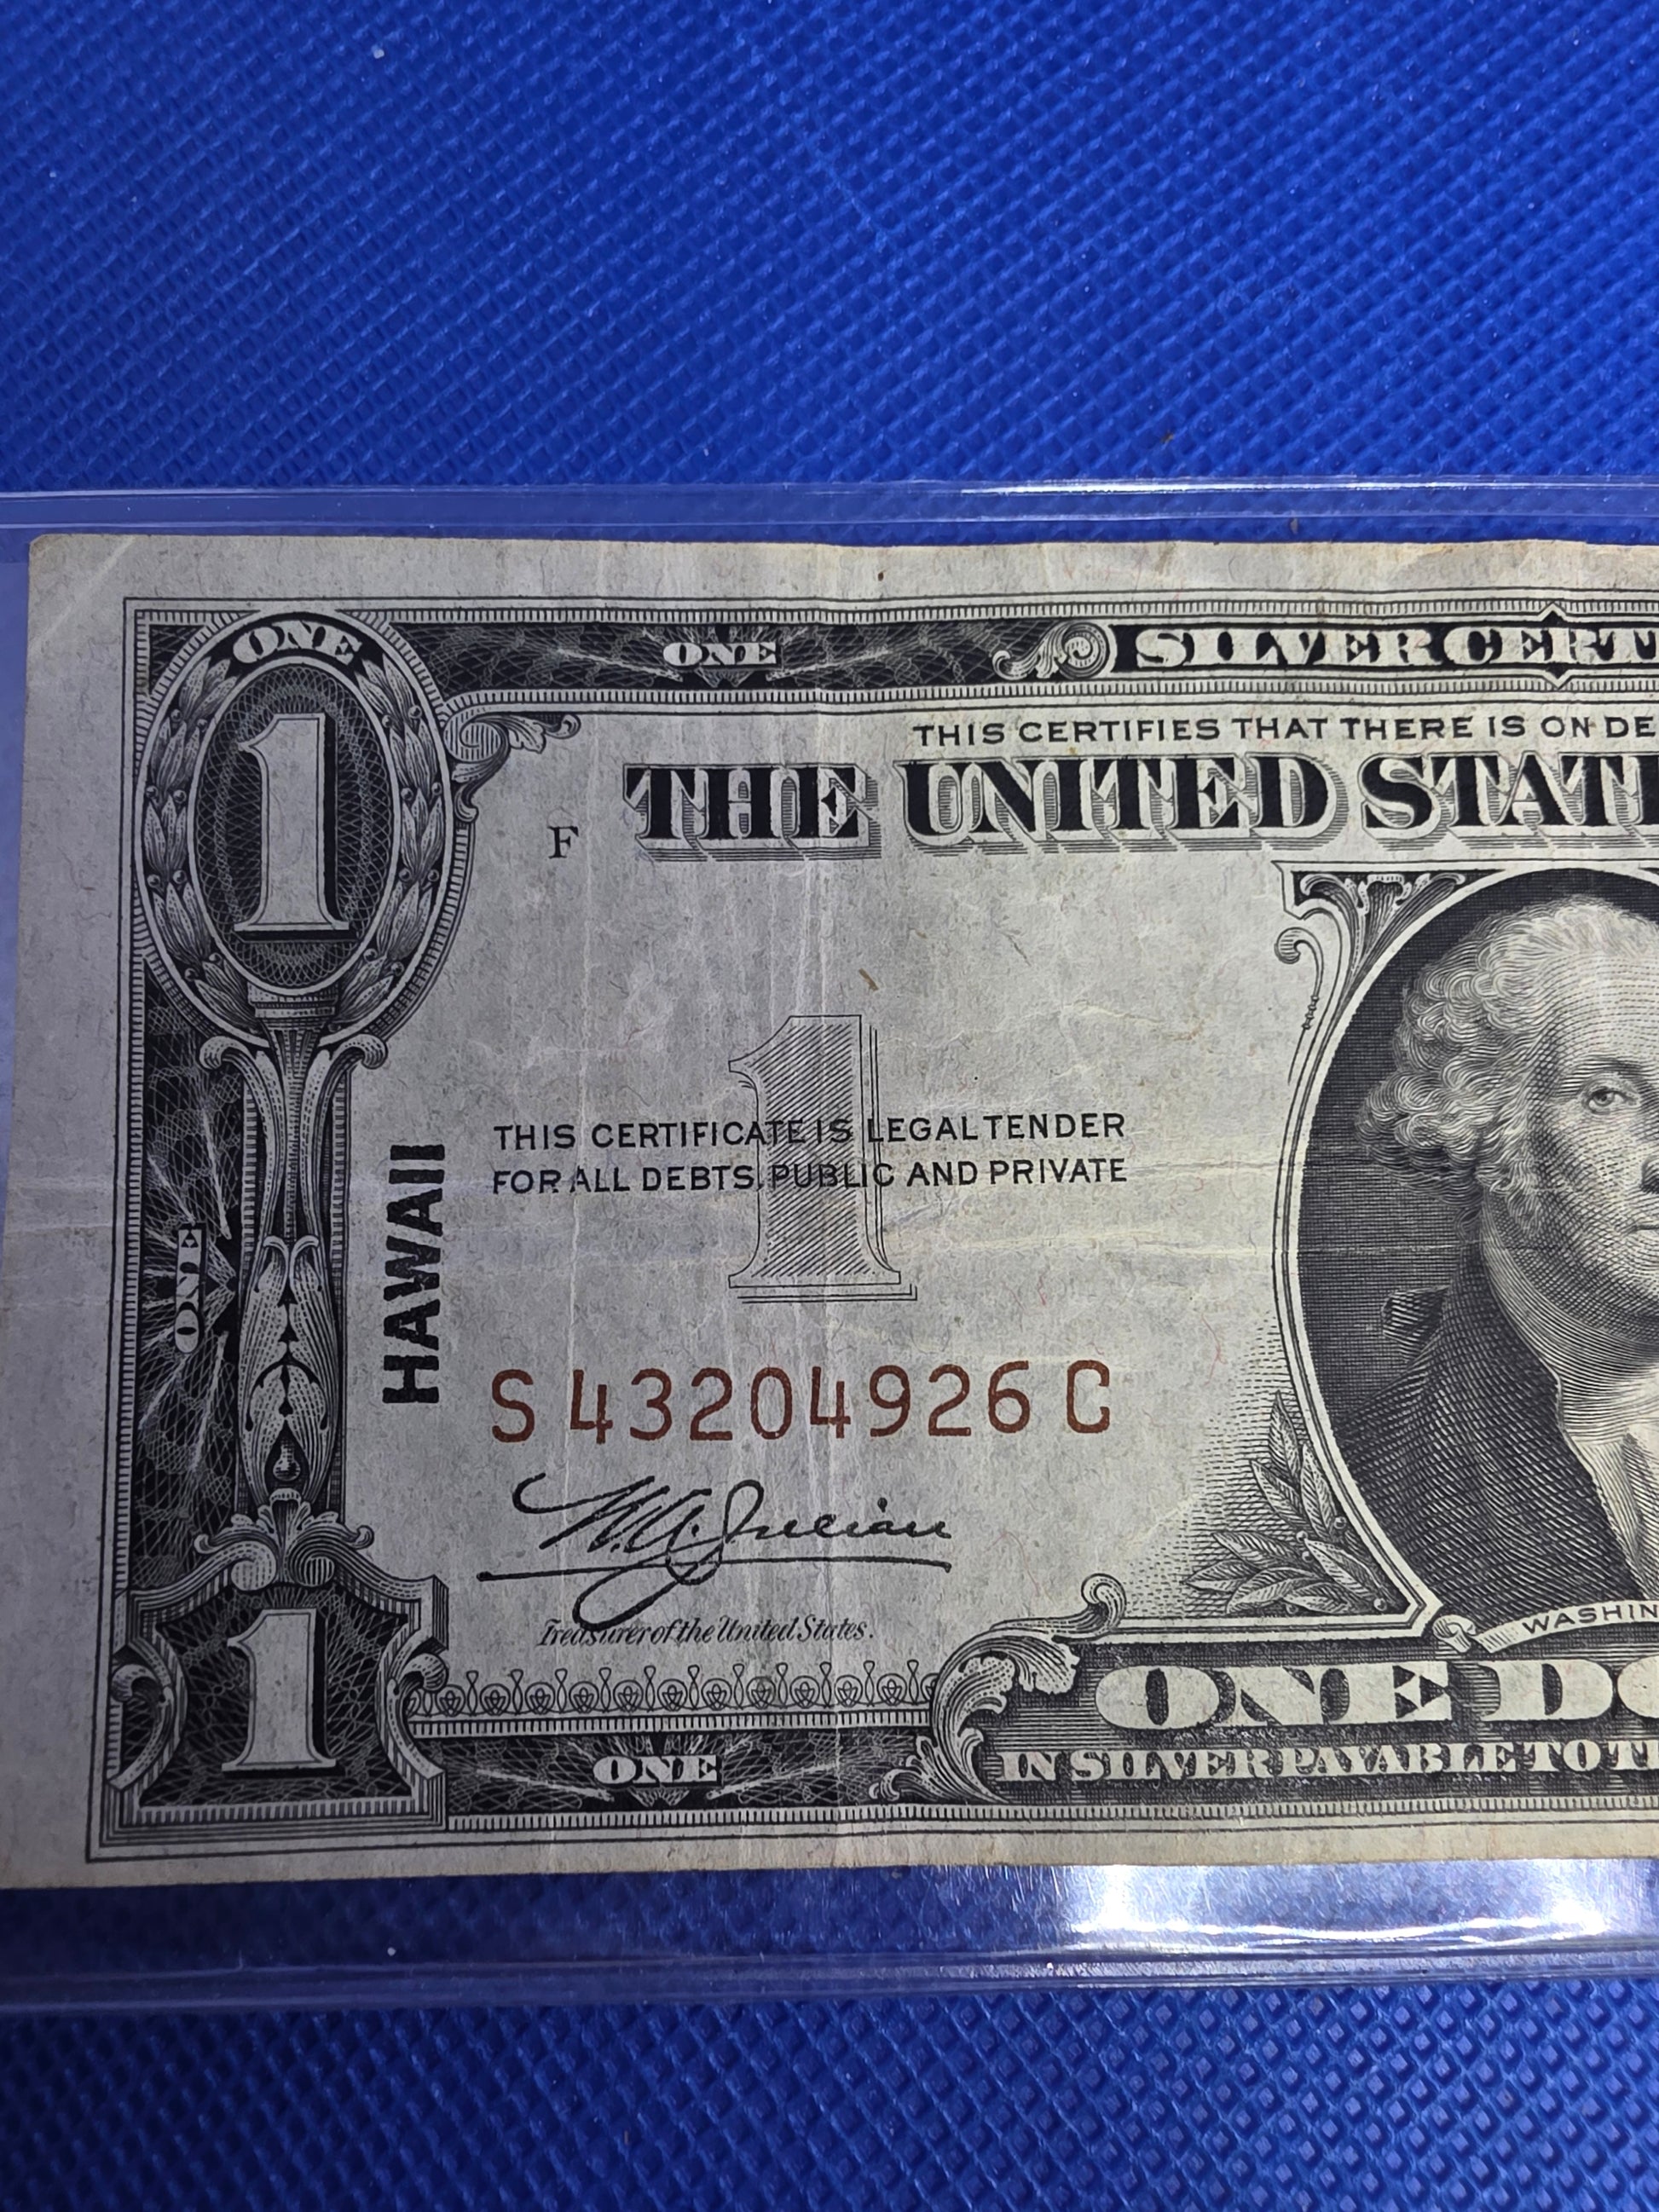 ONE
ONE
SILVER CERT
1
THIS CERTIFIES THAT THERE IS ON DE
F
THE UNITED STAT
1
THIS CERTIFICATE IS LEGAL TENDER
FOR ALL DEBTS, PUBLIC AND PRIVATE
HAWAII
ONE
S 43204926 C
W.A. Julian
Treasurer of the United States.
WASHIN
1
ONE DO
ONE
IN SILVER PAYABLE TO T